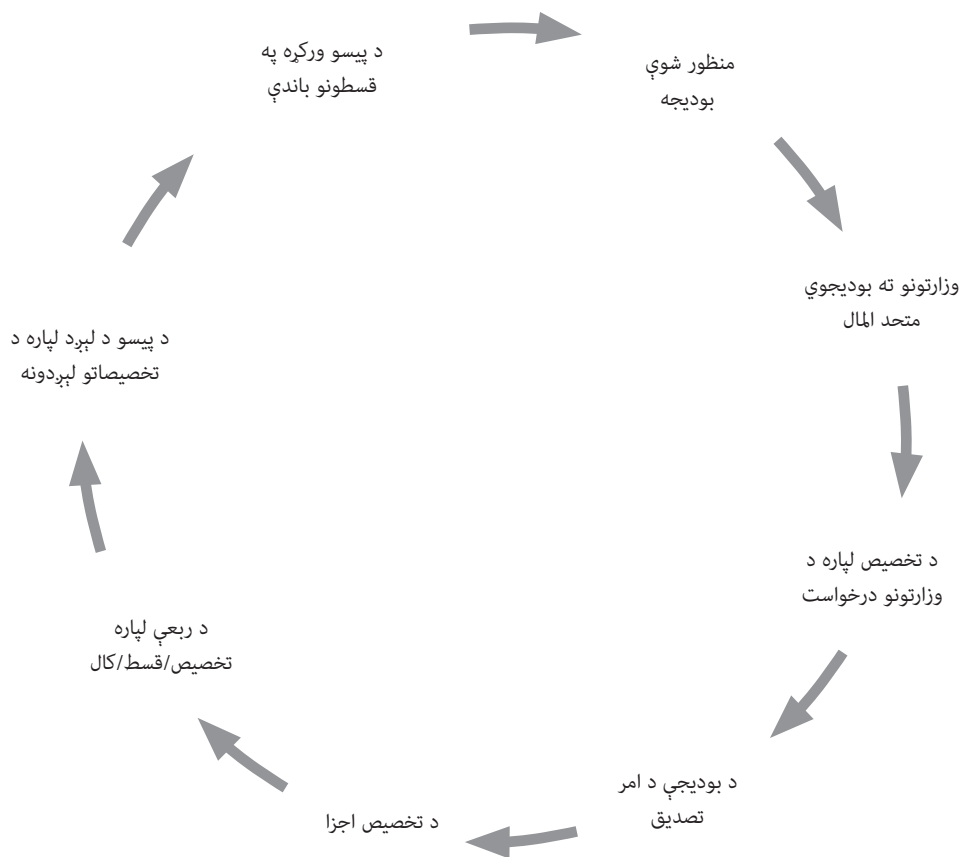 منظور شوې
بودیجه
وزارتونو ته بودیجوي
متحد المال
د تخصیص لپاره د
وزارتونو درخواست
د بودیجې د امر
تصدیق
د تخصیص اجزا
د ربعې لپاره
تخصیص/قسط/کال
د پیسو د لېږد لپاره د
تخصیصاتو لېږدونه
د پیسو ورکړه په
قسطونو باندې